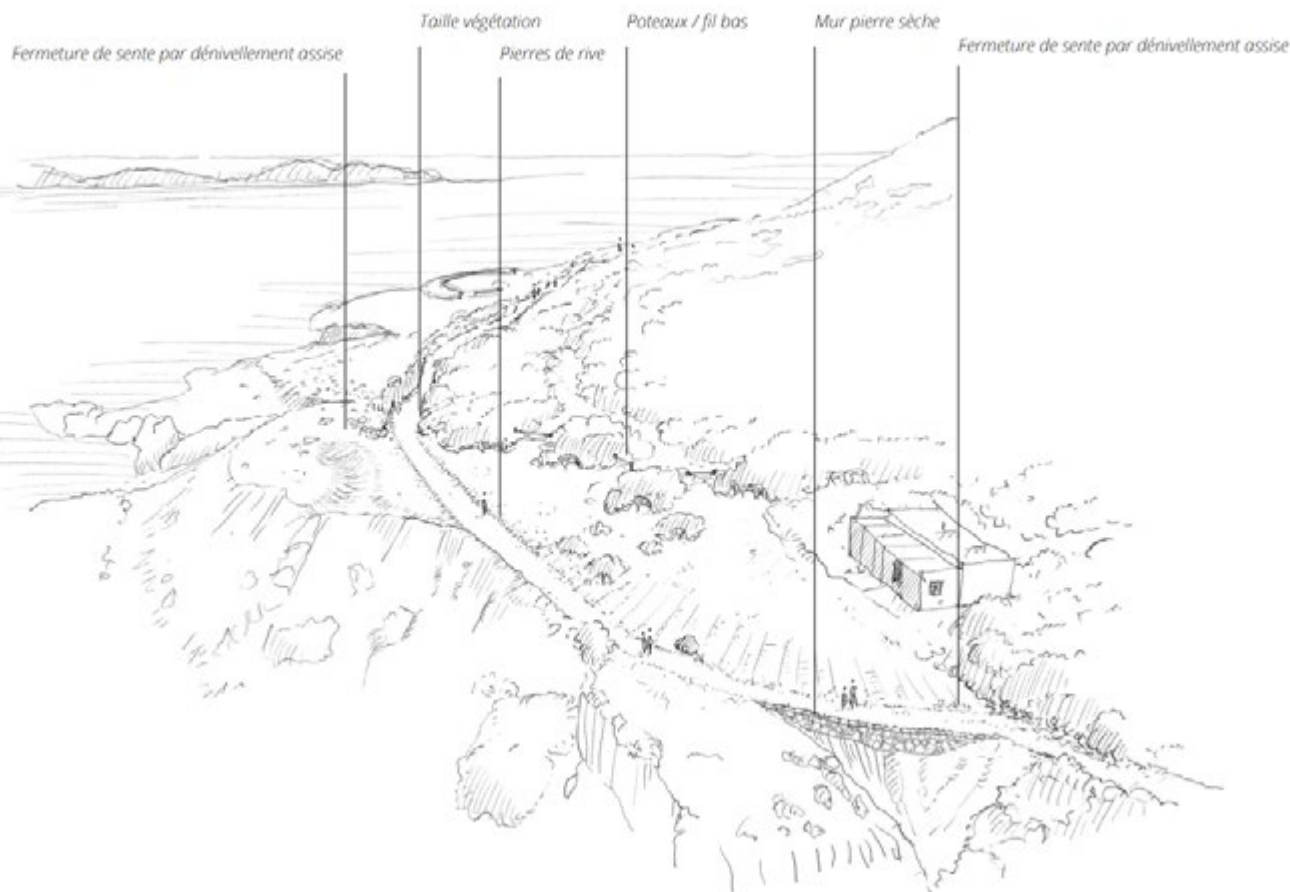 Taille végétation
Poteaux / fil bas
Mur pierre sèche
Fermeture de sente par dénivellement assise
Pierres de rive
Fermeture de sente par dénivellement assise